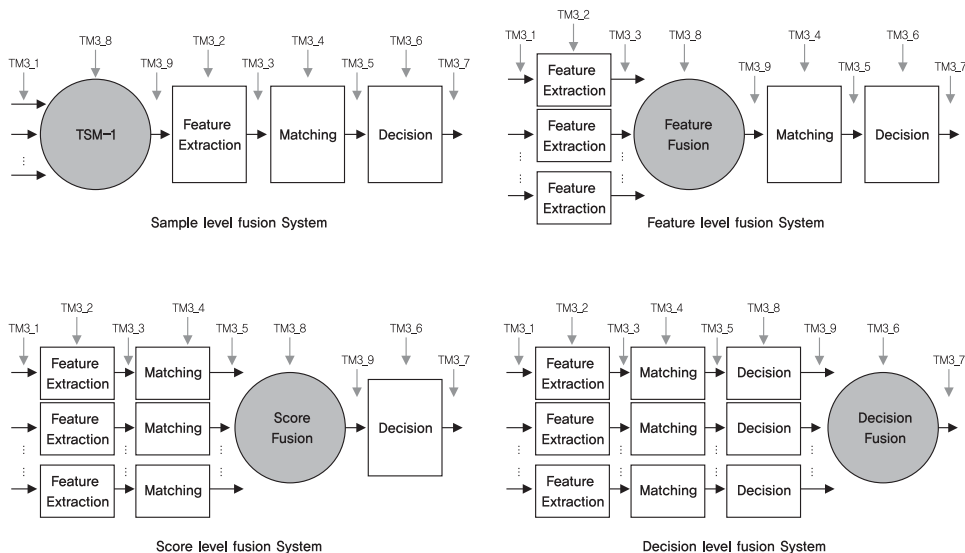 TM3_8
TM3_2
TM3_4
TM3_6
TM3_1
TM3_9
TM3_3
TM3_5
TM3_7
TSM-1
Feature
Extraction
Matching
Decision
⋮
Sample level fusion System
TM3_2
TM3_1
TM3_3
TM3_8
TM3_4
TM3_6
TM3_9
TM3_5
TM3_7
Feature
Extraction
Feature
Extraction
⋮
⋮
Feature
Extraction
Feature
Fusion
Matching
Decision
Feature level fusion System
TM3_2
TM3_4
TM3_1
TM3_3
TM3_5
TM3_8
TM3_6
TM3_9
TM3_7
Feature
Extraction
Matching
Feature
Extraction
Matching
⋮
⋮
⋮
Feature
Extraction
Matching
Score
Fusion
Decision
Score level fusion System
TM3_2
TM3_4
TM3_8
TM3_1
TM3_3
TM3_5
TM3_9
TM3_6
TM3_7
Feature
Extraction
Matching
Decision
Feature
Extraction
Matching
Decision
⋮
⋮
⋮
⋮
Feature
Extraction
Matching
Decision
Decision
Fusion
Decision level fusion System